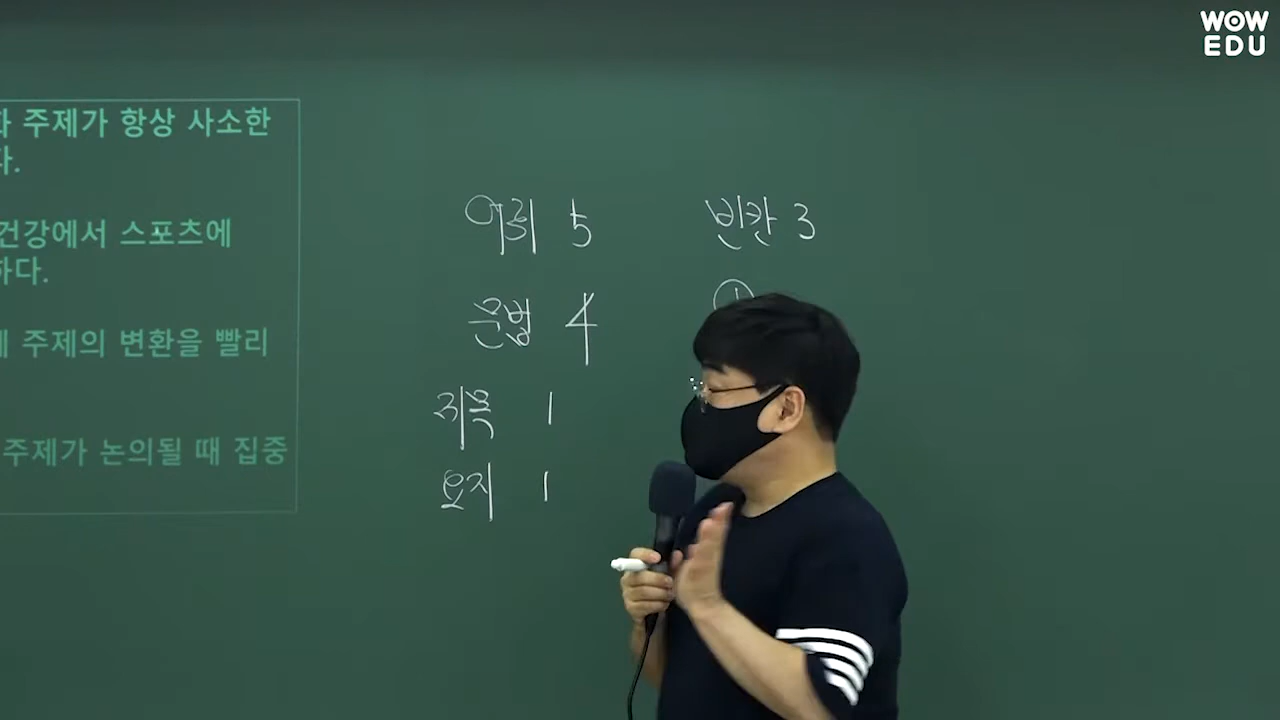 WOW
EDU
주제가 항상 사소한
다.
건강에서 스포츠에
하다.
주제의 변환을 빨리
주제가 논의될 때 집중
어휘 5
문법 4
제목 1
요지 1
빈칸 3
①